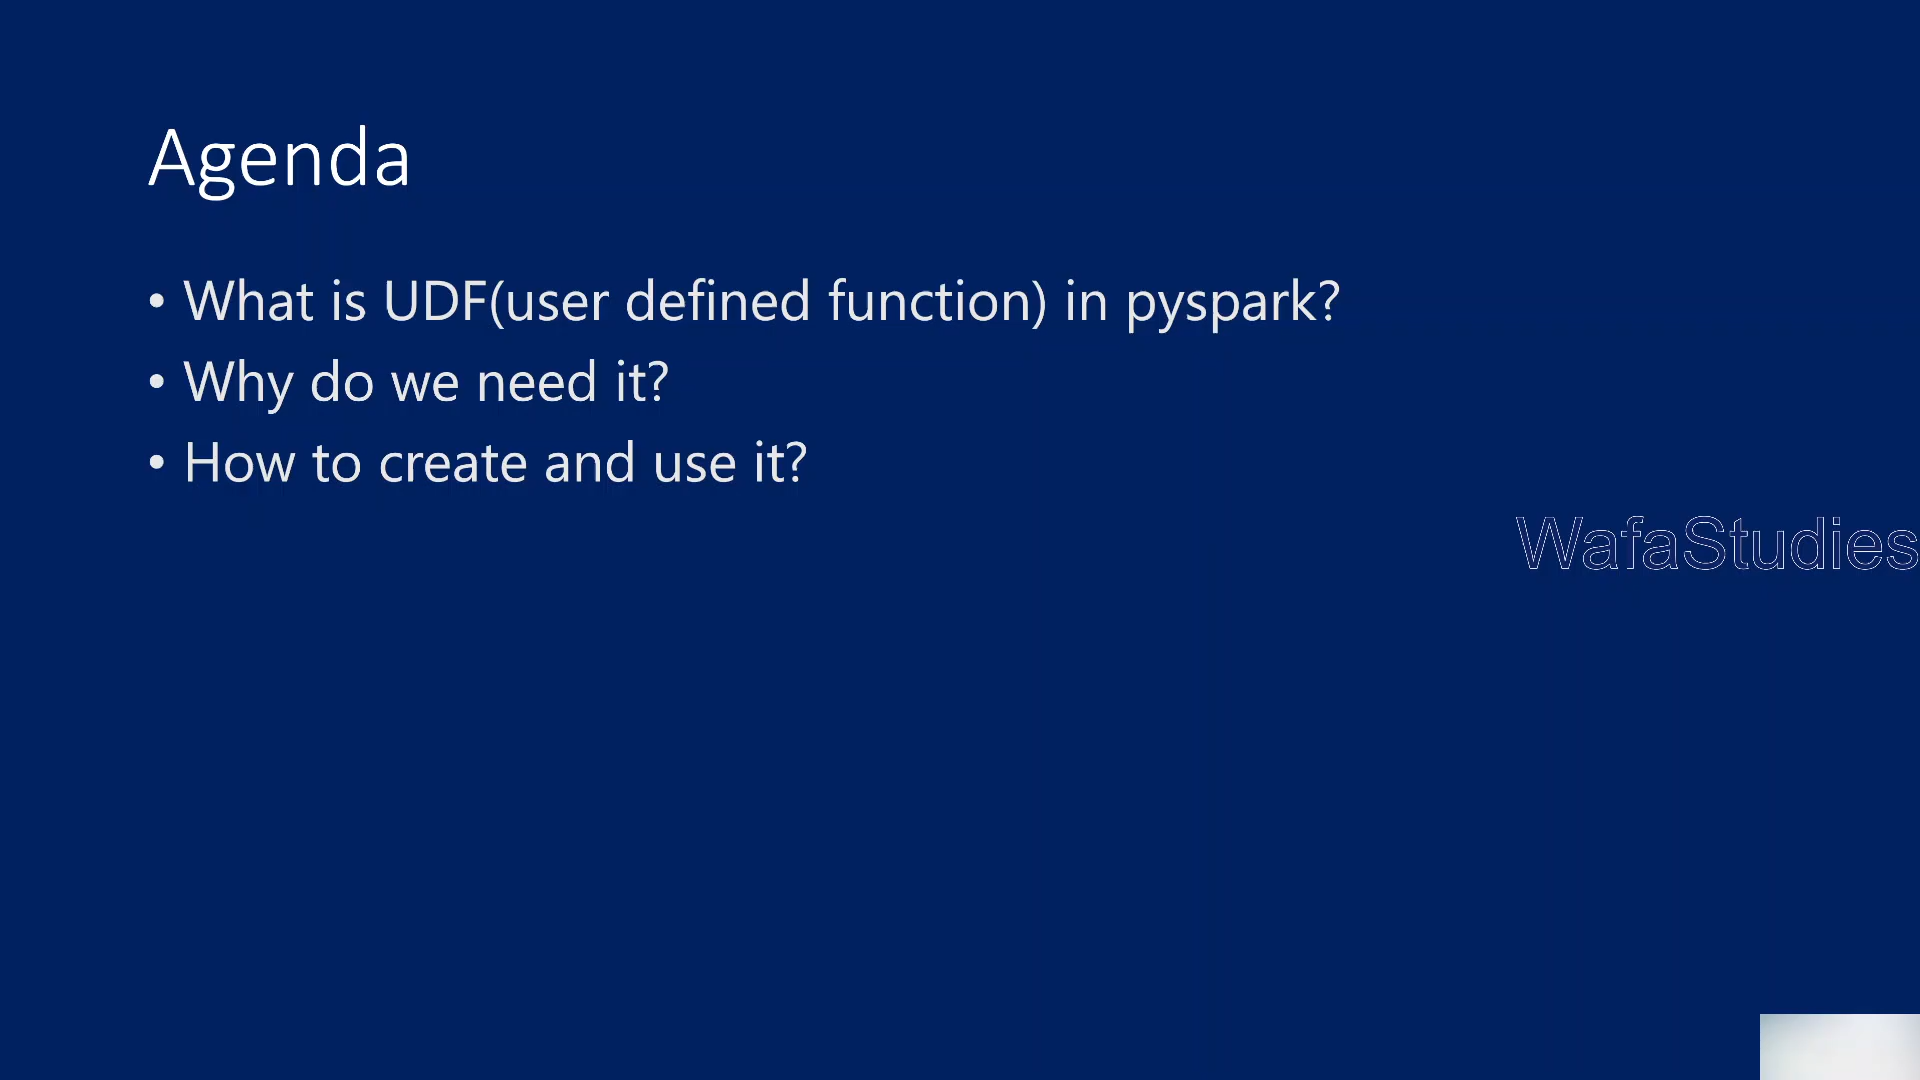 Agenda
• What is UDF(user defined function) in pyspark?
• Why do we need it?
• How to create and use it?
WafaStudies